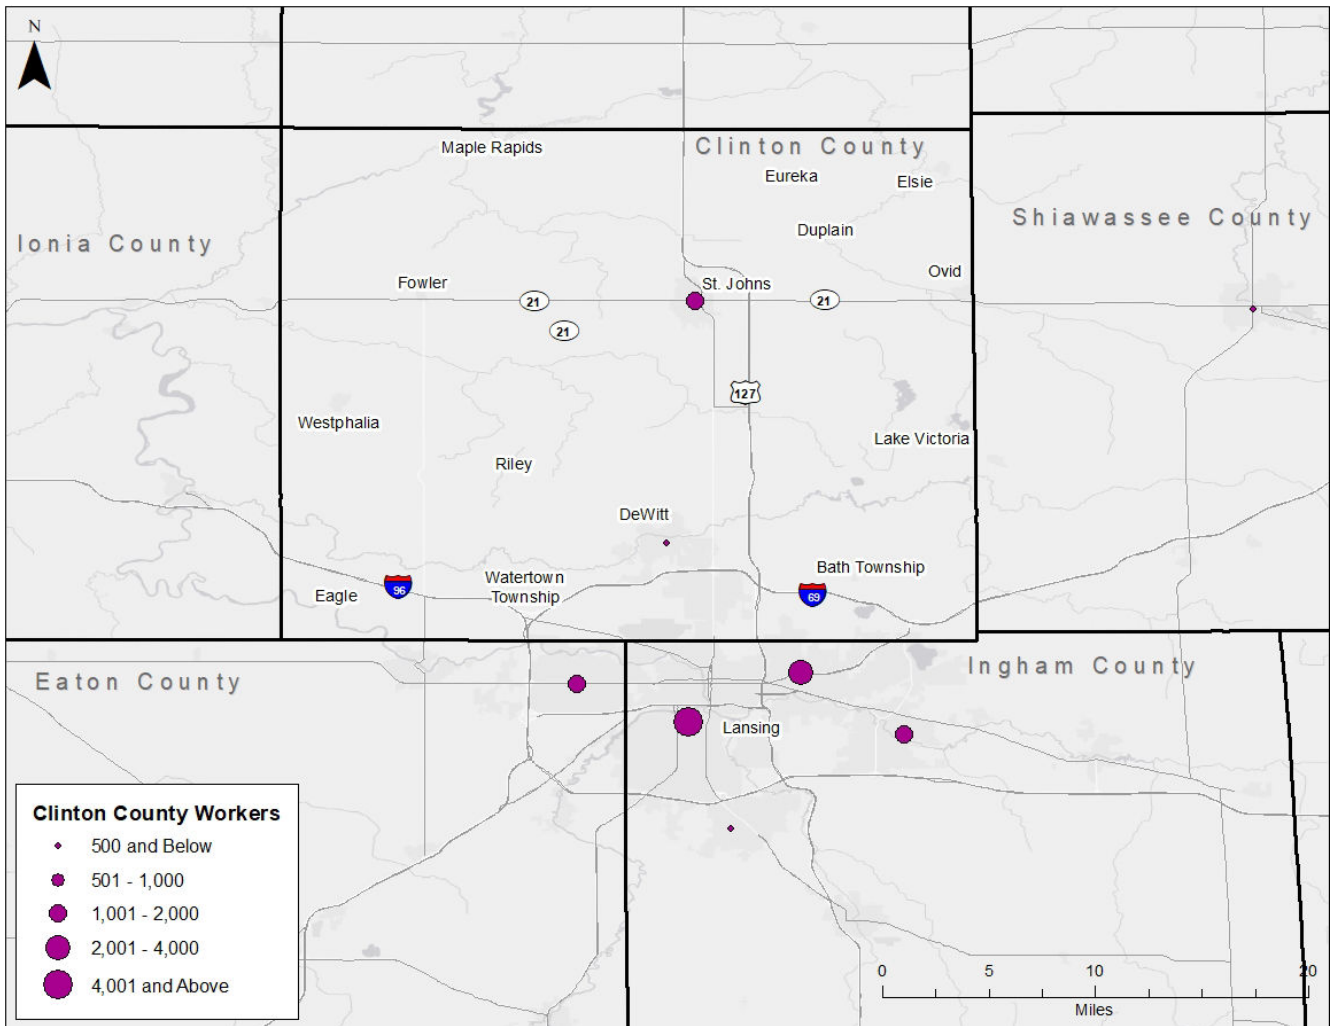 N
Maple Rapids
Clinton County
Eureka
Elsie
Shiawassee County
Ionia County
Duplain
Ovid
Fowler
St. Johns
21
21
21
127
Westphalia
Lake Victoria
Riley
DeWitt
Bath Township
Watertown
Township
Eagle
96
69
Eaton County
Ingham County
Lansing
Clinton County Workers
500 and Below
501 - 1,000
1,001 - 2,000
2,001 - 4,000
4,001 and Above
0 5 10 20
Miles